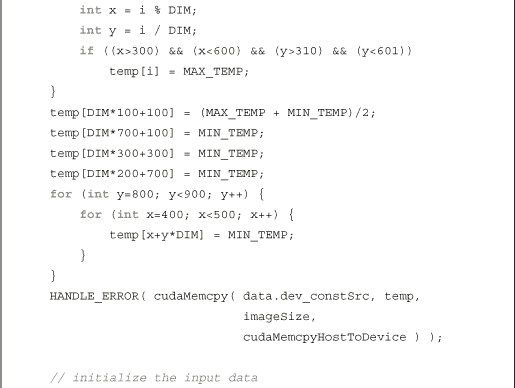 int x = i % DIM;
int y = i / DIM;
if ((x>300) && (x<600) && (y>310) && (y<601))
temp[i] = MAX_TEMP;
}
temp[DIM*100+100] = (MAX_TEMP + MIN_TEMP)/2;
temp[DIM*700+100] = MIN_TEMP;
temp[DIM*300+300] = MIN_TEMP;
temp[DIM*200+700] = MIN_TEMP;
for (int y=800; y<900; y++) {
for (int x=400; x<500; x++) {
temp[x+y*DIM] = MIN_TEMP;
}
}
HANDLE_ERROR( cudaMemcpy( data.dev_constSrc, temp,
imageSize,
cudaMemcpyHostToDevice ) );
// initialize the input data